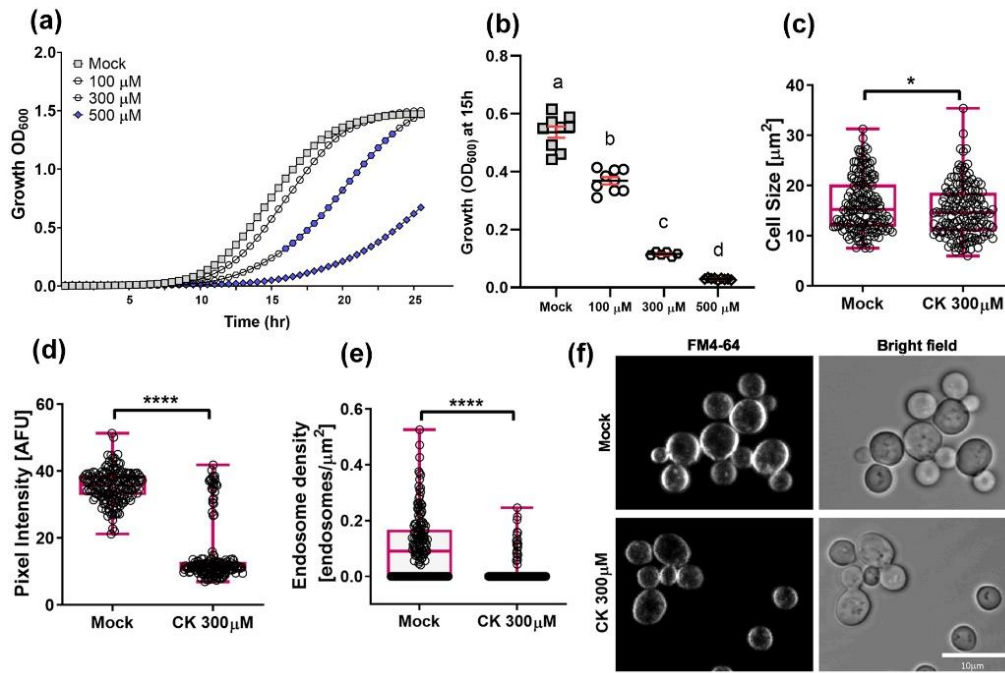 (a)
Growth OD600
2.0
1.5
1.0
0.5
0.0
Mock
100 μM
300 μM
500 μM
5
10
15
20
25
Time (hr)
(b)
Growth (OD600) at 15h
0.8
0.6
0.4
0.2
0.0
a
b
c
d
Mock
100 μM
300 μM
500 μM
(c)
Cell Size [μm2]
40
30
20
10
0
*
Mock
CK 300μM
(d)
Pixel Intensity [AFU]
60
40
20
0
****
Mock
CK 300μM
(e)
Endosome density
[endosomes/μm2]
0.6
0.4
0.2
0.0
****
Mock
CK 300μM
(f)
FM4-64
Bright field
Mock
CK 300μM
10μm